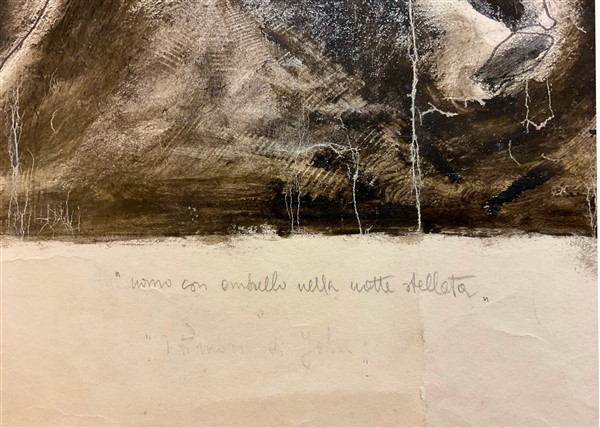 "uomo con ombrello nella notte stellata"
o
di John"